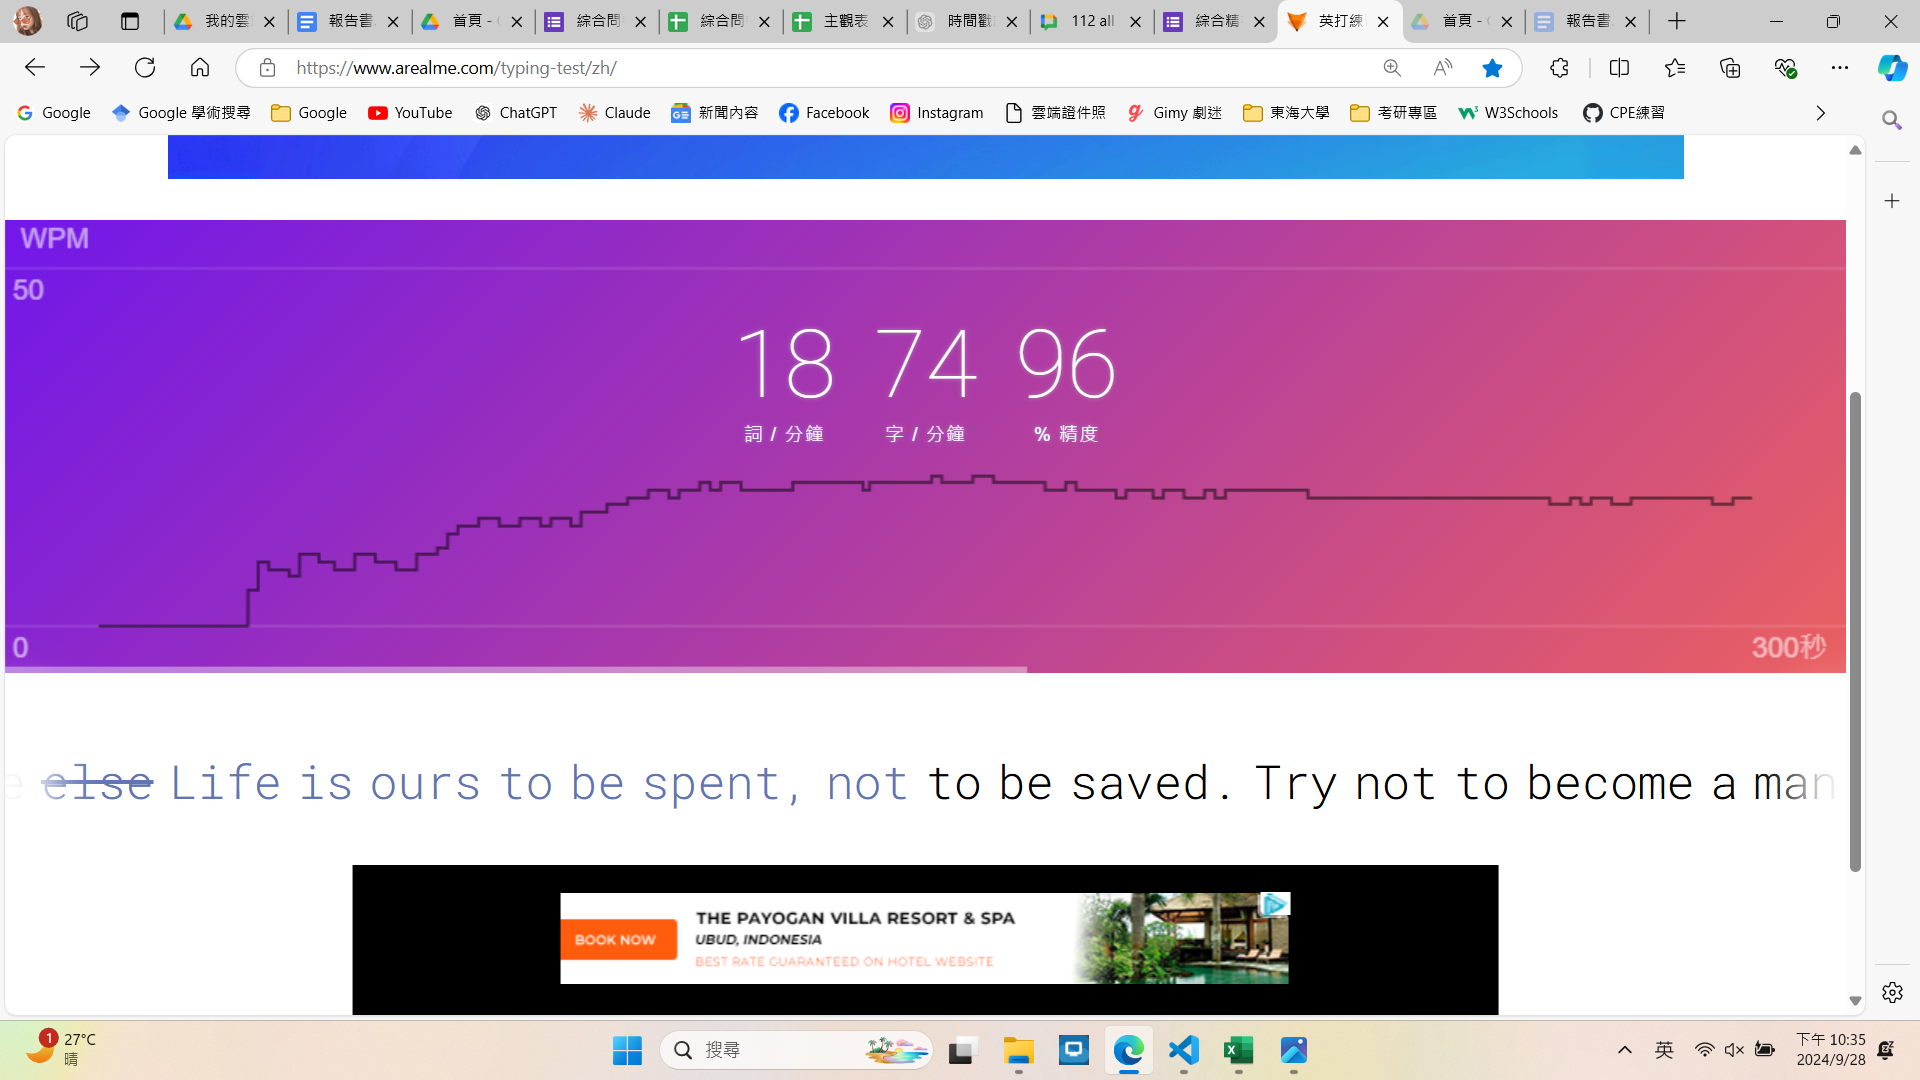 我的雲
報告書
首頁 -
綜合問
綜合問
主觀表
時間戳
112 all
綜合精
英打練
首頁 -
報告書
https://www.arealme.com/typing-test/zh/
Google
Google 學術搜尋
Google
YouTube
ChatGPT
Claude
新聞內容
Facebook
Instagram
雲端證件照
Gimy 劇迷
東海大學
考研專區
W3Schools
CPE練習
WPM
50
18 74 96
詞 / 分鐘 字 / 分鐘 % 精度
0 300秒
e else Life is ours to be spent, not to be saved. Try not to become a man
THE PAYOGAN VILLA RESORT & SPA
BOOK NOW
UBUD, INDONESIA
BEST RATE GUARANTEED ON HOTEL WEBSITE
1
27°C
晴
搜尋
英
下午 10:35
2024/9/28